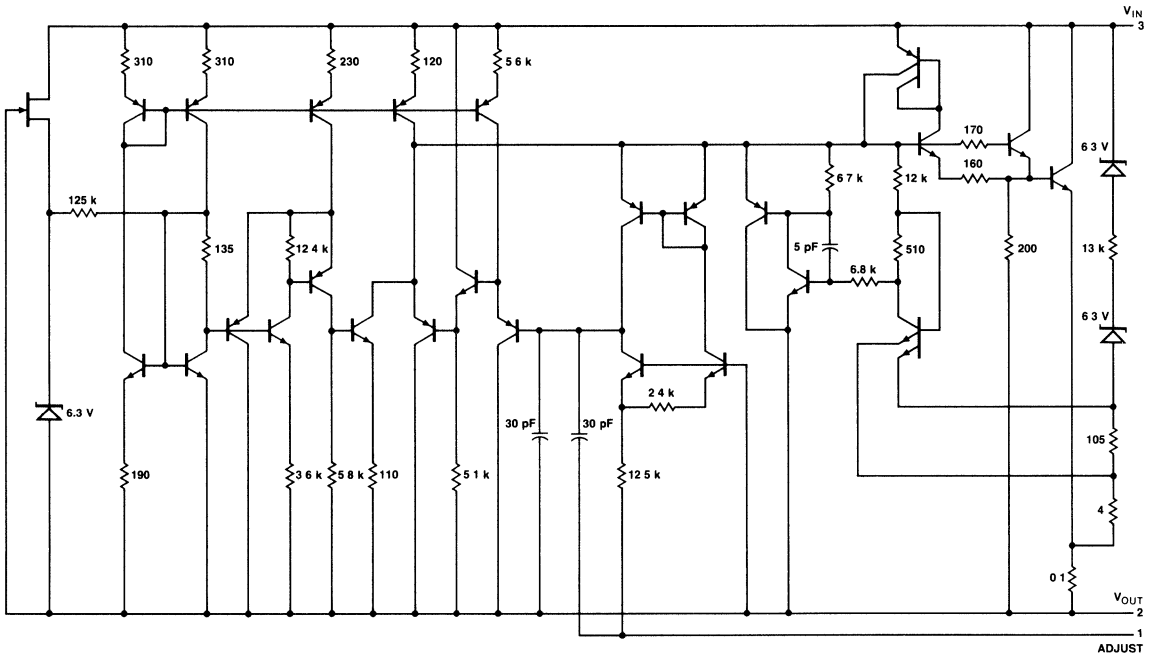 V_IN
3
310
310
230
120
5 6 k
170
6 3 V
160
6 7 k
12 k
125 k
135
12 4 k
5 pF
510
200
13 k
6.8 k
6 3 V
2 4 k
6.3 V
30 pF
30 pF
105
190
3 6 k
5 8 k
110
5 1 k
12 5 k
4
0 1
V_OUT
2
1
ADJUST